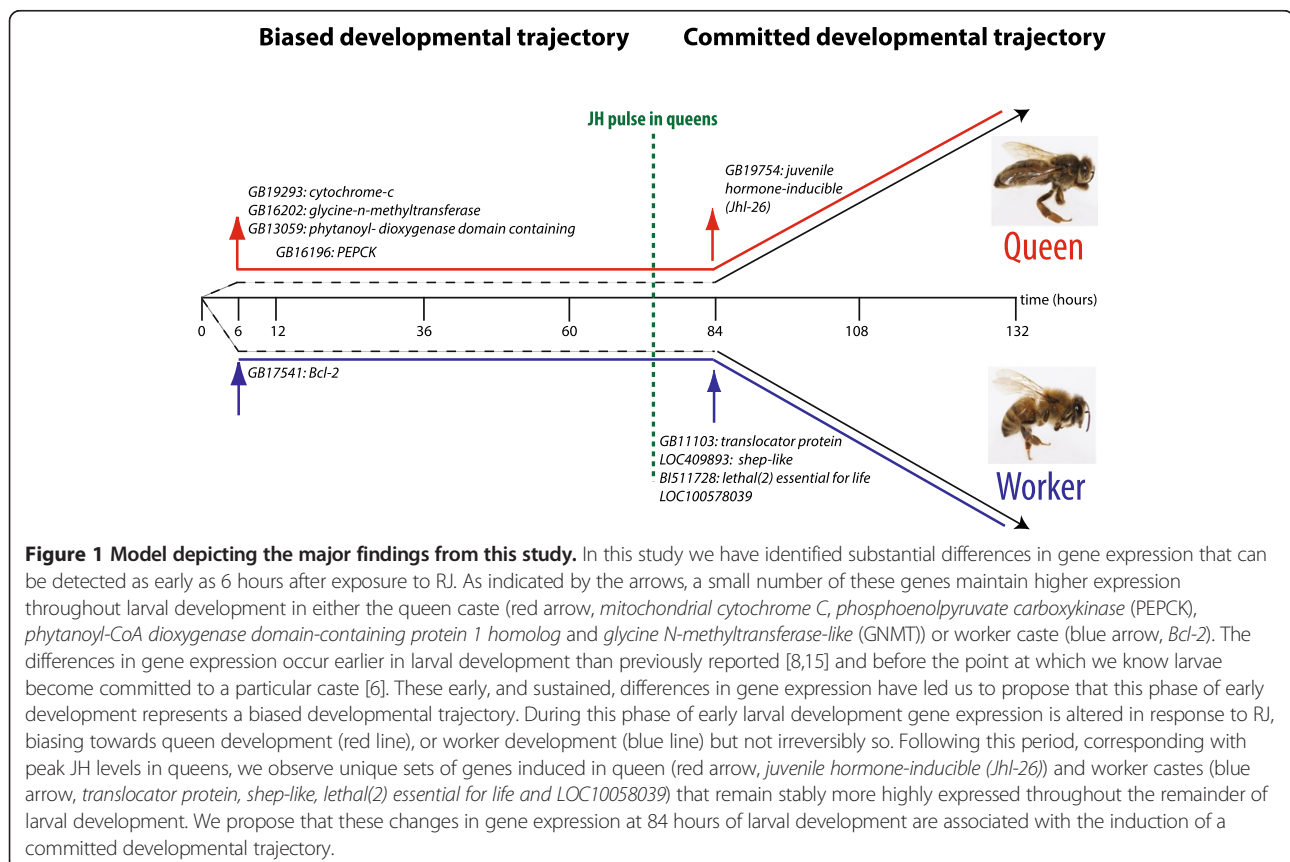 Biased developmental trajectory
Committed developmental trajectory
JH pulse in queens
GB19293: cytochrome-c
GB16202: glycine-n-methyltransferase
GB13059: phytanoyl- dioxygenase domain containing
GB16196: PEPCK
GB19754: juvenile
hormone-inducible
(Jhl-26)
Queen
time (hours)
0 6 12 36 60 84 108 132
GB17541: Bcl-2
GB11103: translocator protein
LOC409893: shep-like
BI511728: lethal(2) essential for life
LOC100578039
Worker
Figure 1 Model depicting the major findings from this study. In this study we have identified substantial differences in gene expression that can
be detected as early as 6 hours after exposure to RJ. As indicated by the arrows, a small number of these genes maintain higher expression
throughout larval development in either the queen caste (red arrow, mitochondrial cytochrome C, phosphoenolpyruvate carboxykinase (PEPCK),
phytanoyl-CoA dioxygenase domain-containing protein 1 homolog and glycine N-methyltransferase-like (GNMT)) or worker caste (blue arrow, Bcl-2). The
differences in gene expression occur earlier in larval development than previously reported [8,15] and before the point at which we know larvae
become committed to a particular caste [6]. These early, and sustained, differences in gene expression have led us to propose that this phase of early
development represents a biased developmental trajectory. During this phase of early larval development gene expression is altered in response to RJ,
biasing towards queen development (red line), or worker development (blue line) but not irreversibly so. Following this period, corresponding with
peak JH levels in queens, we observe unique sets of genes induced in queen (red arrow, juvenile hormone-inducible (Jhl-26)) and worker castes (blue
arrow, translocator protein, shep-like, lethal(2) essential for life and LOC10058039) that remain stably more highly expressed throughout the remainder of
larval development. We propose that these changes in gene expression at 84 hours of larval development are associated with the induction of a
committed developmental trajectory.